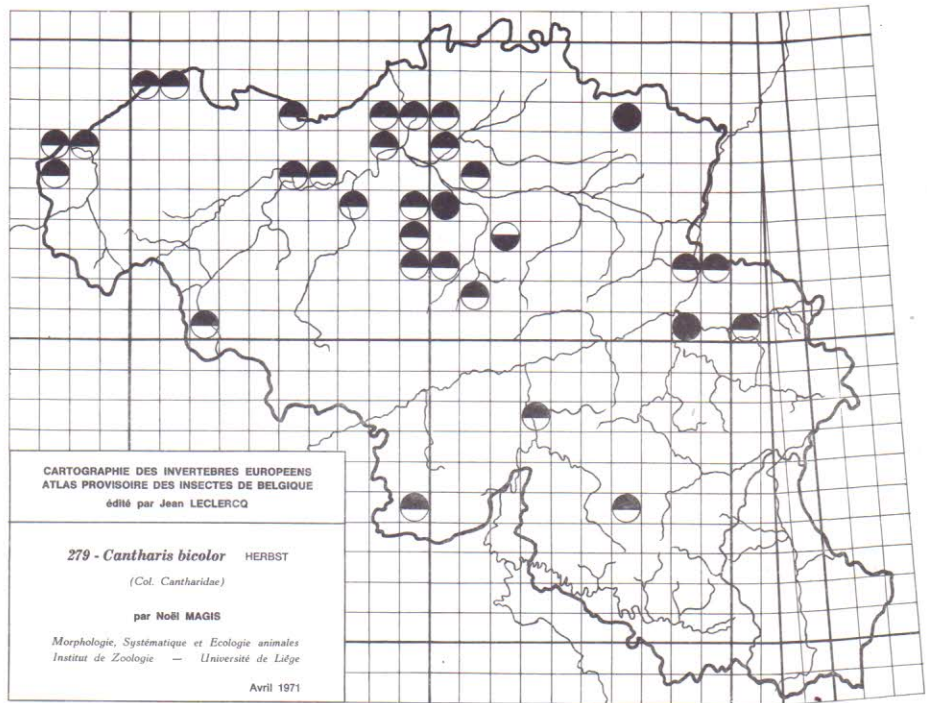 CARTOGRAPHIE DES INVERTEBRES EUROPEENS
ATLAS PROVISOIRE DES INSECTES DE BELGIQUE
édité par Jean LECLERCQ
279 - Cantharis bicolor HERBST
(Col. Cantharidae)
par Noël MAGIS
Morphologie, Systématique et Ecologie animales
Institut de Zoologie — Université de Liége
Avril 1971